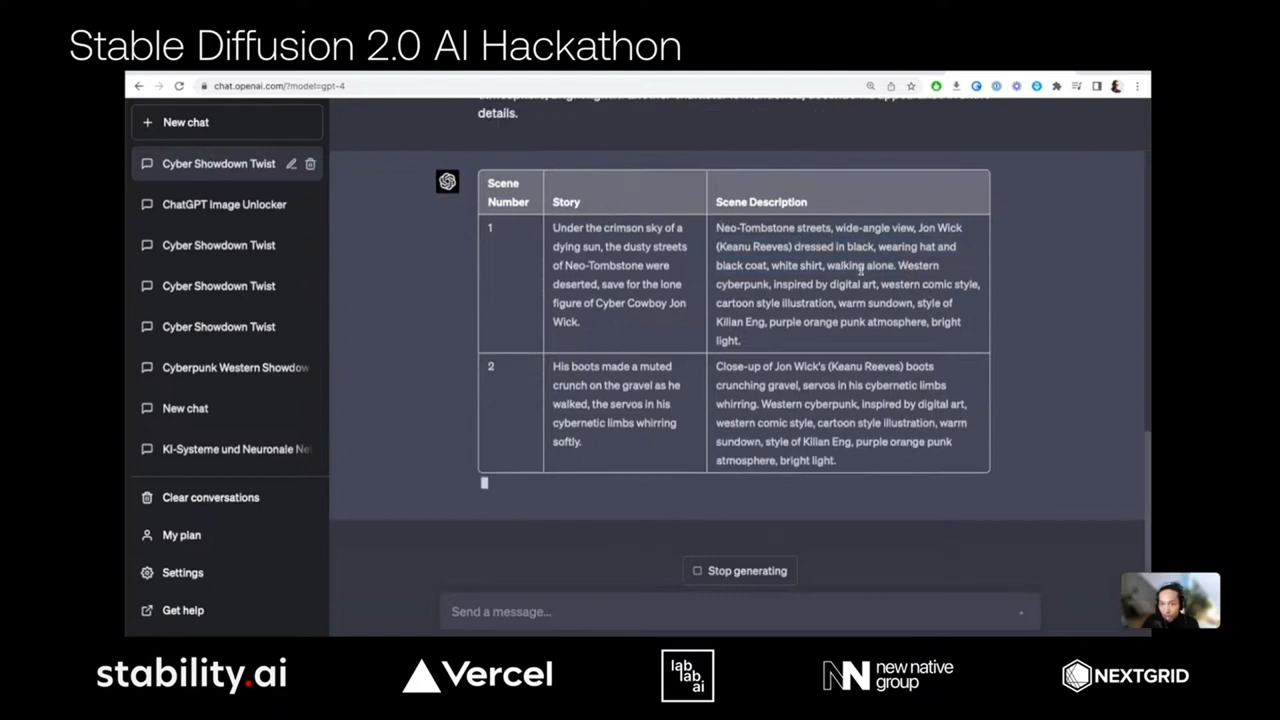 Stable Diffusion 2.0 AI Hackathon
chat.openai.com/?model=gpt-4
New chat
Cyber Showdown Twist
ChatGPT Image Unlocker
Cyber Showdown Twist
Cyber Showdown Twist
Cyber Showdown Twist
Cyberpunk Western Showdow
New chat
KI-Systeme und Neuronale Ne
Clear conversations
My plan
Settings
Get help
details.
Scene
Number
Story
Scene Description
1
Under the crimson sky of a
dying sun, the dusty streets
of Neo-Tombstone were
deserted, save for the lone
figure of Cyber Cowboy Jon
Wick.
Neo-Tombstone streets, wide-angle view, Jon Wick
(Keanu Reeves) dressed in black, wearing hat and
black coat, white shirt, walking alone. Western
cyberpunk, inspired by digital art, western comic style,
cartoon style illustration, warm sundown, style of
Kilian Eng, purple orange punk atmosphere, bright
light.
2
His boots made a muted
crunch on the gravel as he
walked, the servos in his
cybernetic limbs whirring
softly.
Close-up of Jon Wick's (Keanu Reeves) boots
crunching gravel, servos in his cybernetic limbs
whirring. Western cyberpunk, inspired by digital art,
western comic style, cartoon style illustration, warm
sundown, style of Kilian Eng, purple orange punk
atmosphere, bright light.
Stop generating
Send a message...
stability.ai
Vercel
lab
lab
.ai
new native
group
NEXTGRID